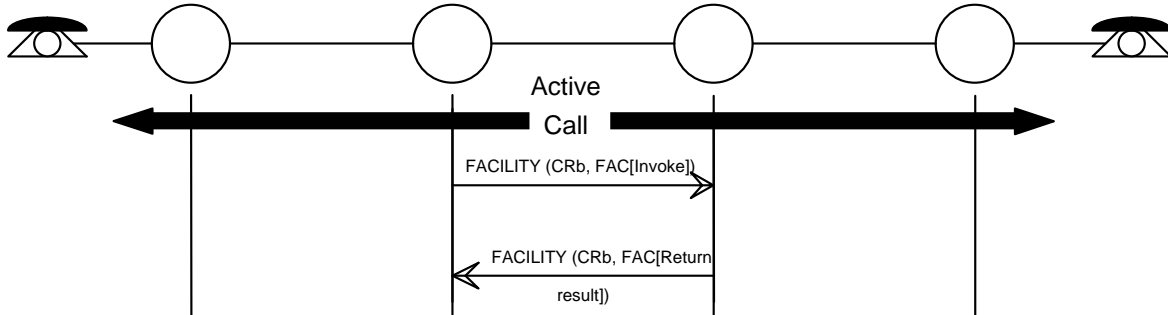 Active
Call
FACILITY (CRb, FAC[Invoke])
FACILITY (CRb, FAC[Return
result])